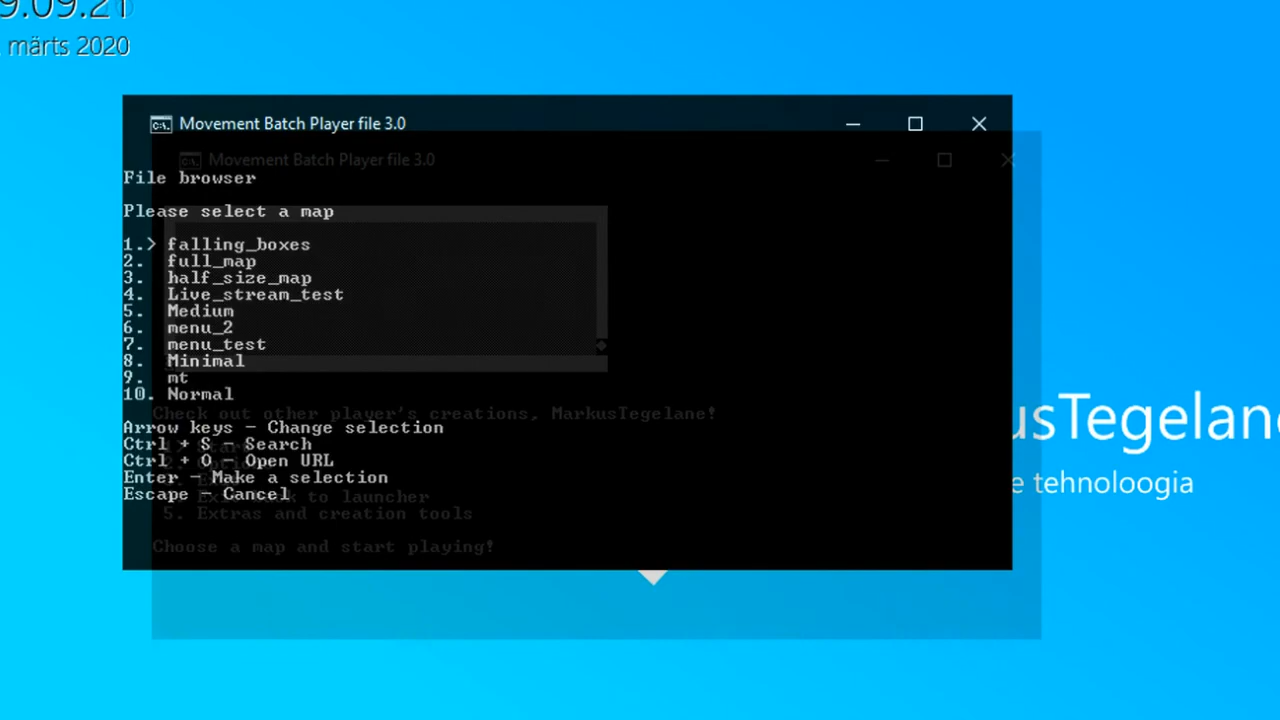 9.09.21
märts 2020
Movement Batch Player file 3.0
Movement Batch Player file 3.0
File browser
Please select a map
1.> falling_boxes
2. full_map
3. half_size_map
4. Live_stream_test
5. Medium
6. menu_2
7. menu_test
8. Minimal
9. mt
10. Normal
Check out other player's creations, MarkusTegelane!
Arrow keys - Change selection
Ctrl + S - Search
Ctrl + O - Open URL
Enter - Make a selection
Escape - Cancel
to launcher
5. Extras and creation tools
Choose a map and start playing!
usTegelane
e tehnoloogia